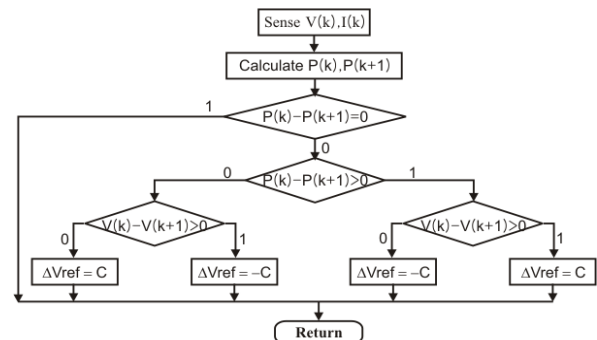 Sense V(k),I(k)
Calculate P(k),P(k+1)
1
P(k)−P(k+1)=0
0
0
P(k)−P(k+1)>0
1
V(k)−V(k+1)>0
V(k)−V(k+1)>0
0
1
0
1
ΔVref = C
ΔVref = −C
ΔVref = −C
ΔVref = C
Return